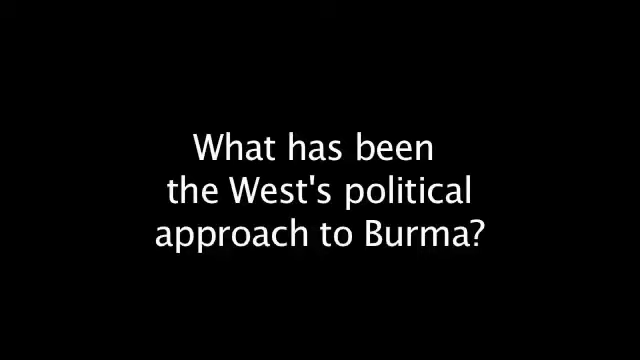 What has been
the West's political
approach to Burma?